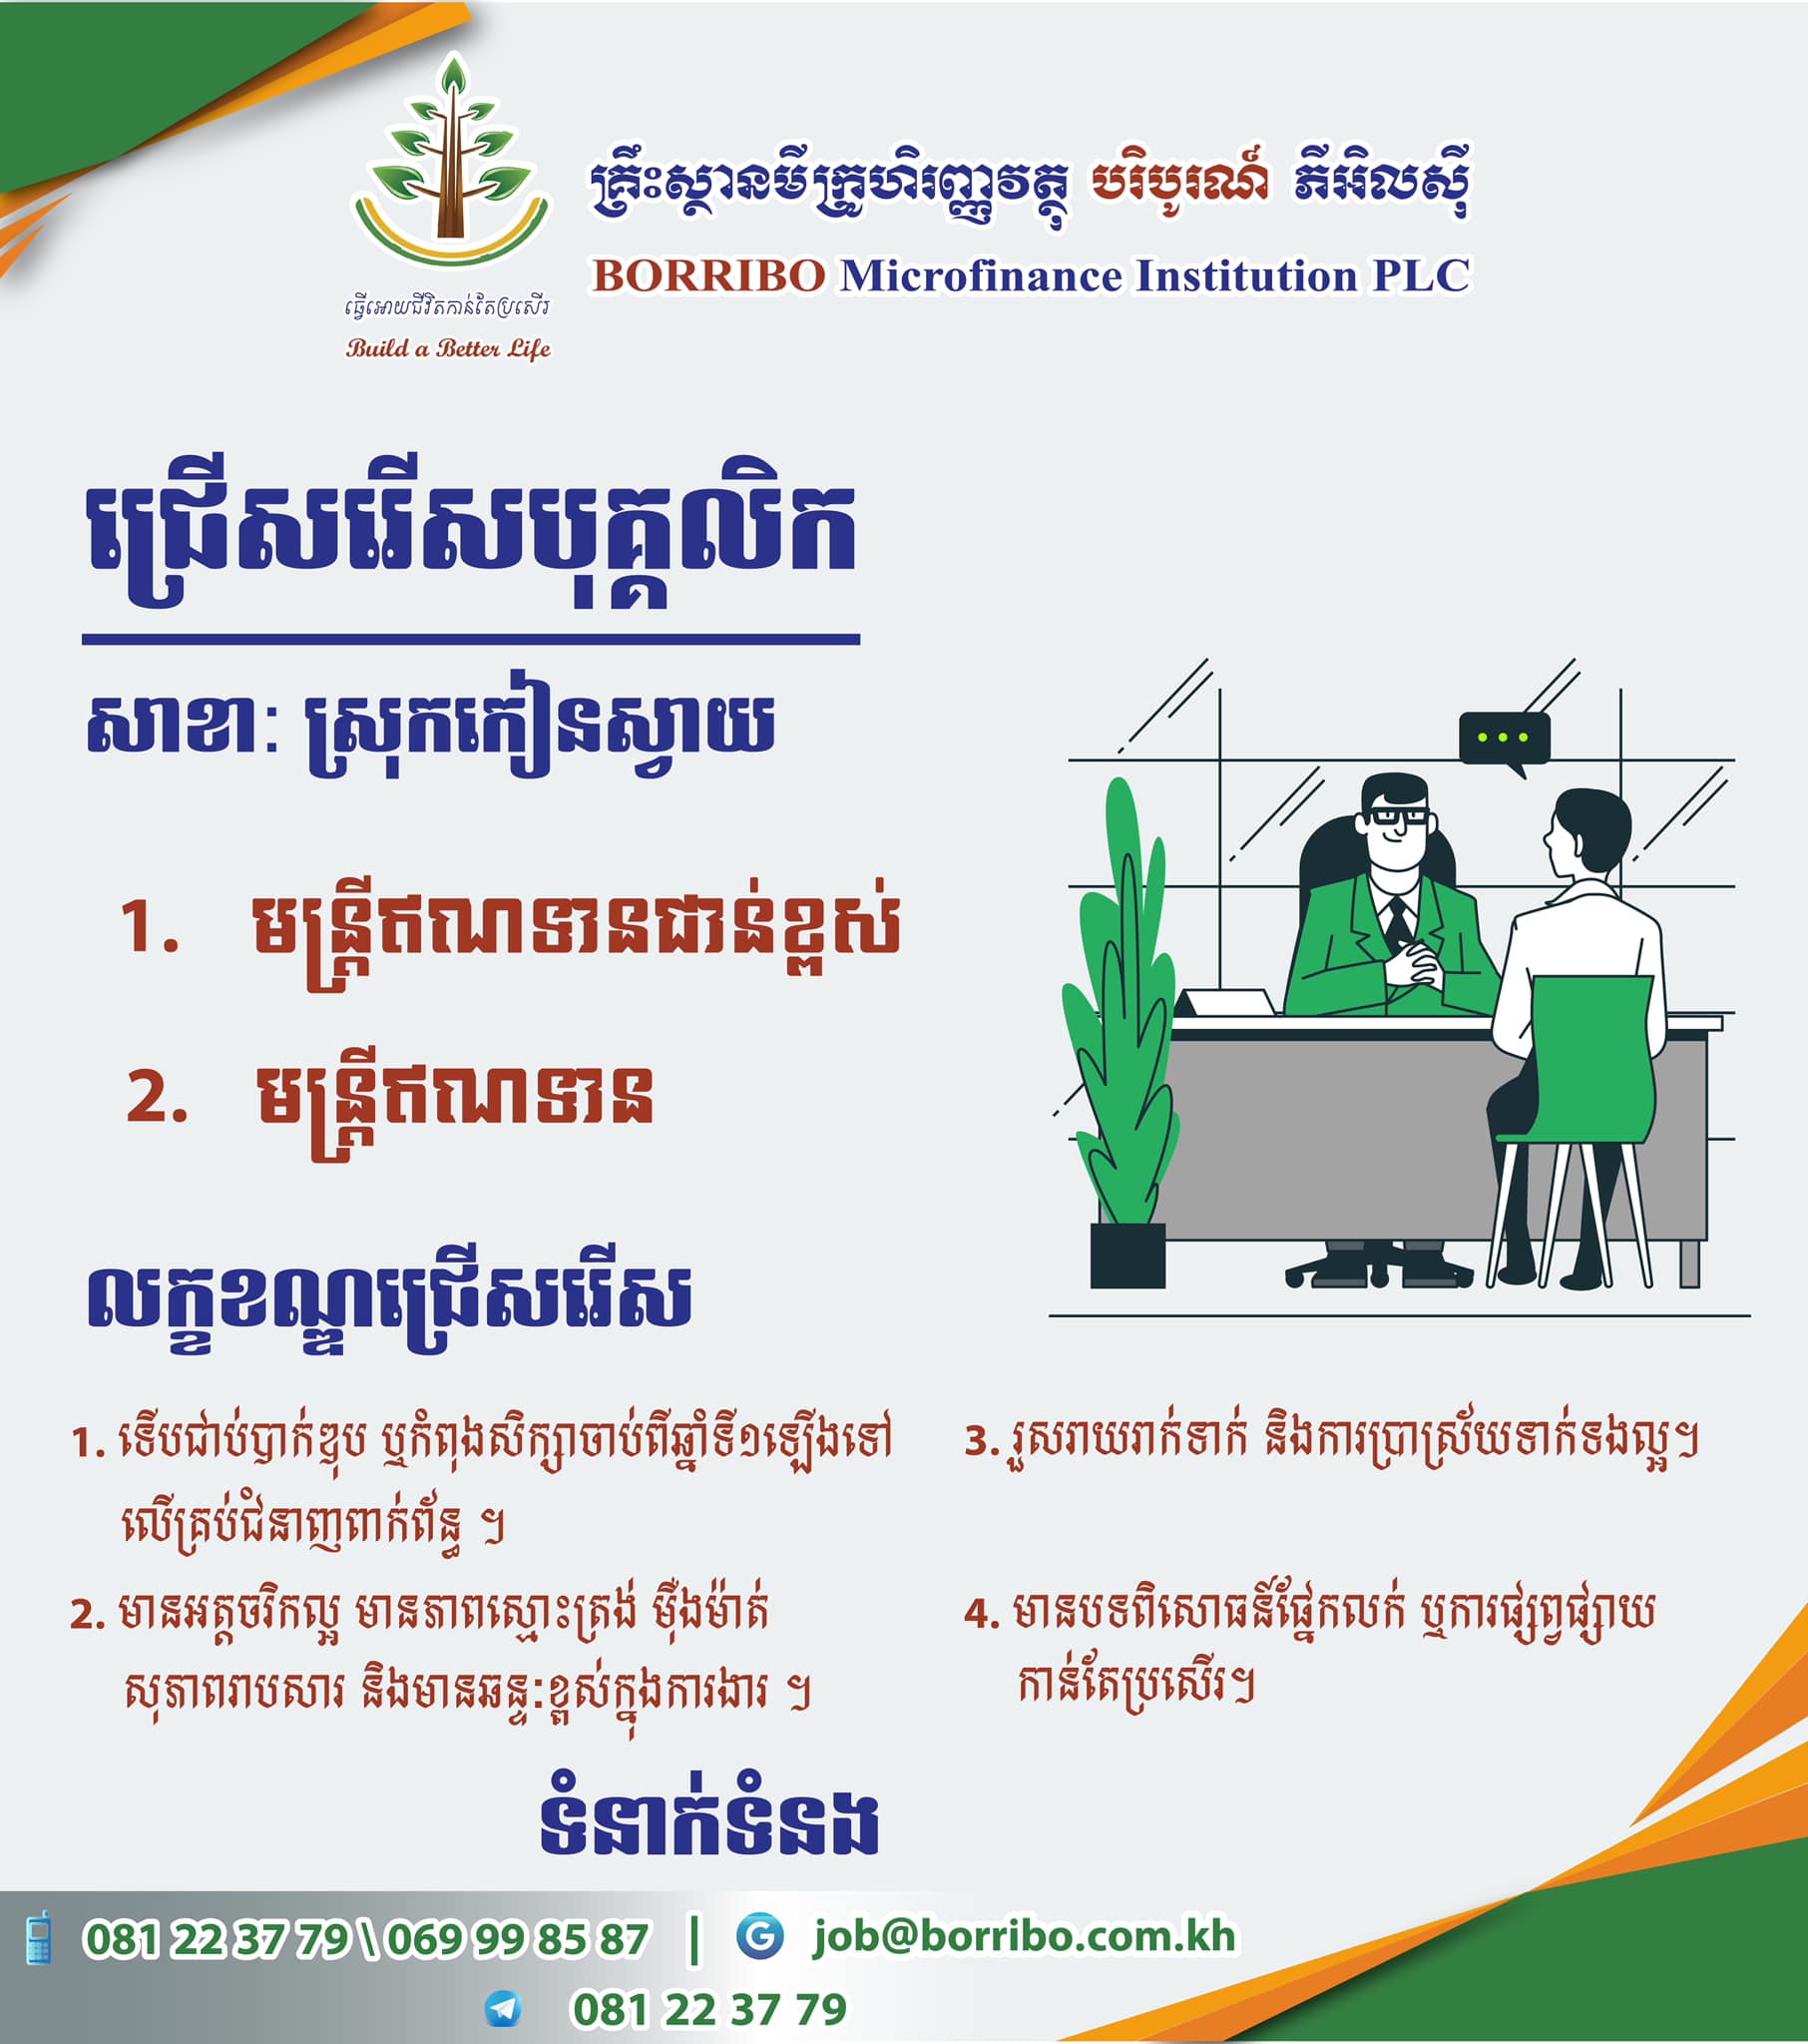 គ្រឹះស្ថានមីក្រូហិរញ្ញវត្ថុ បរិបូរណ៍ ភីអិលស៊ី
BORRIBO Microfinance Institution PLC
ធ្វើអោយជីវិតកាន់តែប្រសើរ
Build a Better Life
ជ្រើសរើសបុគ្គលិក
សាខា: ស្រុកកៀនស្វាយ
1. មន្ត្រីឥណទានជាន់ខ្ពស់
2. មន្ត្រីឥណទាន
លក្ខខណ្ឌជ្រើសរើស
1. ទើបជាប់បាក់ឌុប ឬកំពុងសិក្សាចាប់ពីឆ្នាំទី១ឡើងទៅ
លើគ្រប់ជំនាញពាក់ព័ន្ធ ។
2. មានអត្តចរិកល្អ មានភាពស្មោះត្រង់ ម៉ឺងម៉ាត់
សុភាពរាបសារ និងមានឆន្ទ:ខ្ពស់ក្នុងការងារ ។
3. រួសរាយរាក់ទាក់ និងការប្រាស្រ័យទាក់ទងល្អ។
4. មានបទពិសោធន៍ផ្នែកលក់ ឬការផ្សព្វផ្សាយ
កាន់តែប្រសើរ។
ទំនាក់ទំនង
081 22 37 79 \ 069 99 85 87 | G job@borribo.com.kh
081 22 37 79